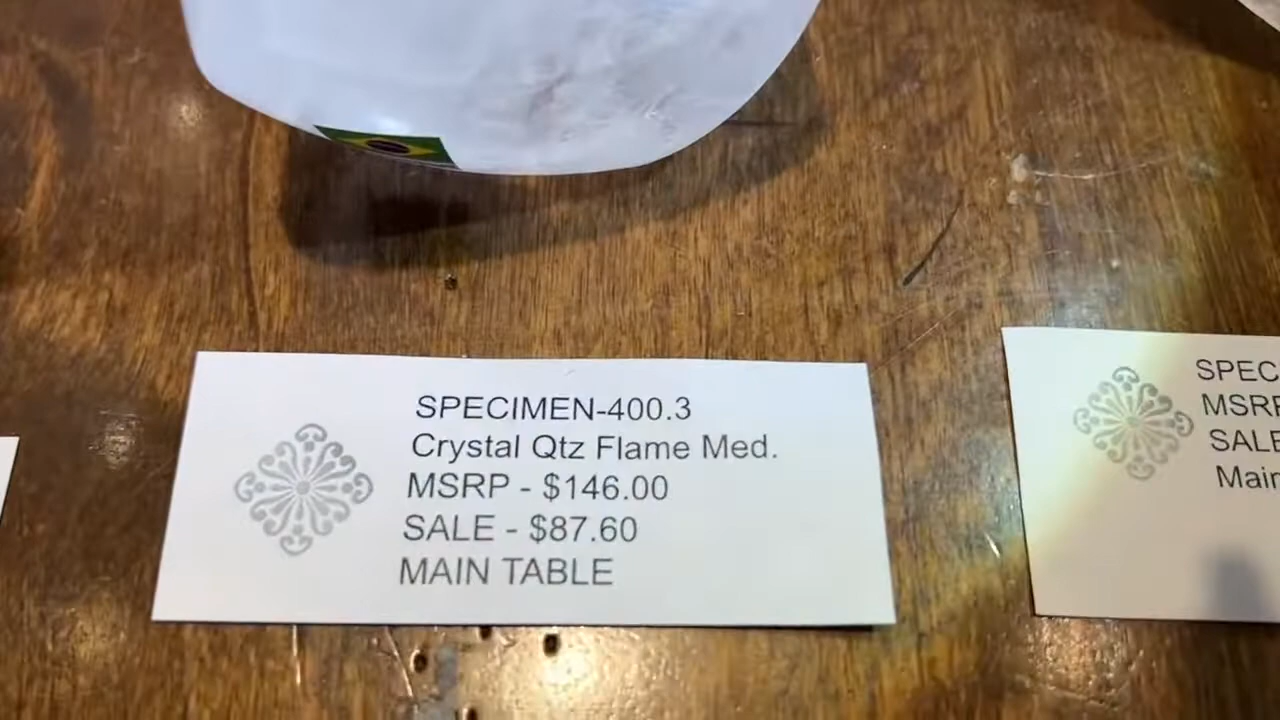 SPECIMEN-400.3
Crystal Qtz Flame Med.
MSRP - $146.00
SALE - $87.60
MAIN TABLE